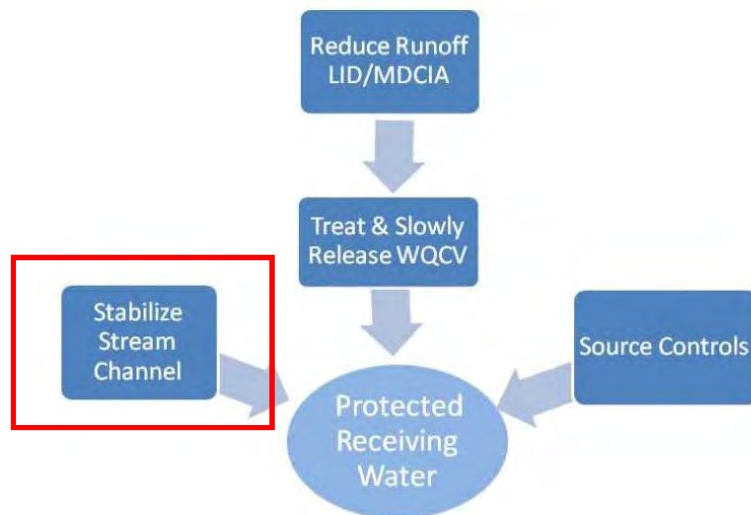 Reduce Runoff
LID/MDCIA
Treat & Slowly
Release WQCV
Stabilize
Stream
Channel
Source Controls
Protected
Receiving
Water